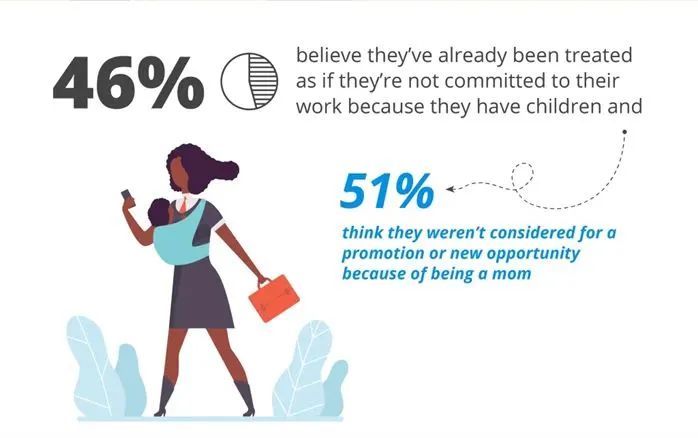 46%
believe they’ve already been treated
as if they’re not committed to their
work because they have children and
51%
think they weren’t considered for a
promotion or new opportunity
because of being a mom